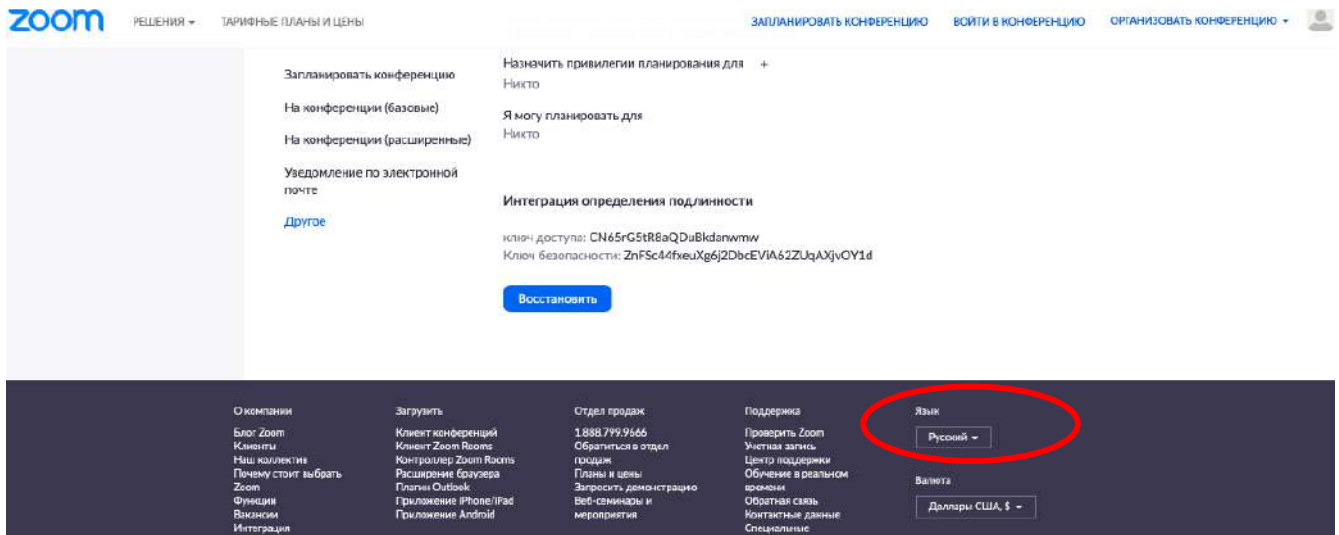 zoom
РЕШЕНИЯ
ТАРИФНЫЕ ПЛАНЫ И ЦЕНЫ
ЗАПЛАНИРОВАТЬ КОНФЕРЕНЦИЮ
ВОЙТИ В КОНФЕРЕНЦИЮ
ОРГАНИЗОВАТЬ КОНФЕРЕНЦИЮ
Запланировать конференцию
На конференции (базовые)
На конференции (расширенные)
Уведомление по электронной
почте
Другое
Назначить привилегии планирования для +
Никто
Я могу планировать для
Никто
Интеграция определения подлинности
ключ доступа: CN65rG5tR8aQDuBkdanwmw
Ключ безопасности: ZnFSc44fxeuXg6j2DbcEViA62ZUqAXjvOY1d
Восстановить
О компании
Блог Zoom
Клиенты
Наш коллектив
Почему стоит выбрать
Zoom
Функции
Вакансии
Интеграция
Загрузить
Клиент конференций
Клиент Zoom Rooms
Контроллер Zoom Rooms
Расширение браузера
Плагин Outlook
Приложение iPhone/iPad
Приложение Android
Отдел продаж
1.888.799.9666
Обратиться в отдел
продаж
Планы и цены
Запросить демонстрацию
Веб-семинары и
мероприятия
Поддержка
Проверить Zoom
Учетная запись
Центр поддержки
Обучение в реальном
времени
Обратная связь
Контактные данные
Специальные
Язык
Русский
Валюта
Доллары США, $